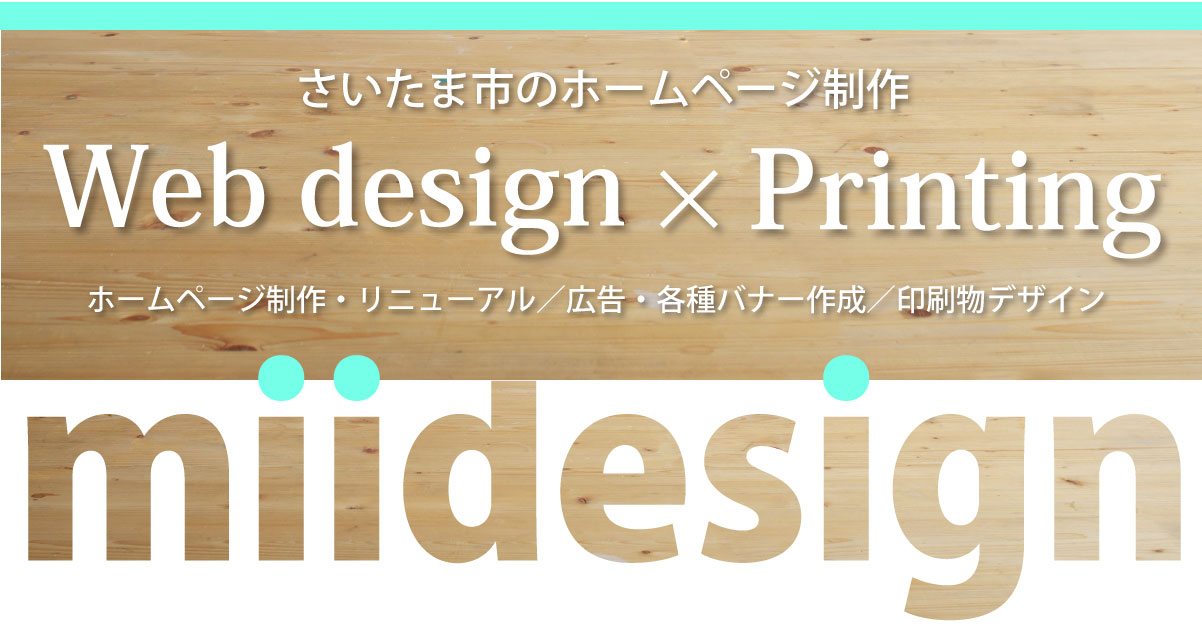 さいたま市のホームページ制作
Web design × Printing
ホームページ制作・リニューアル／広告・各種バナー作成／印刷物デザイン
miidesign